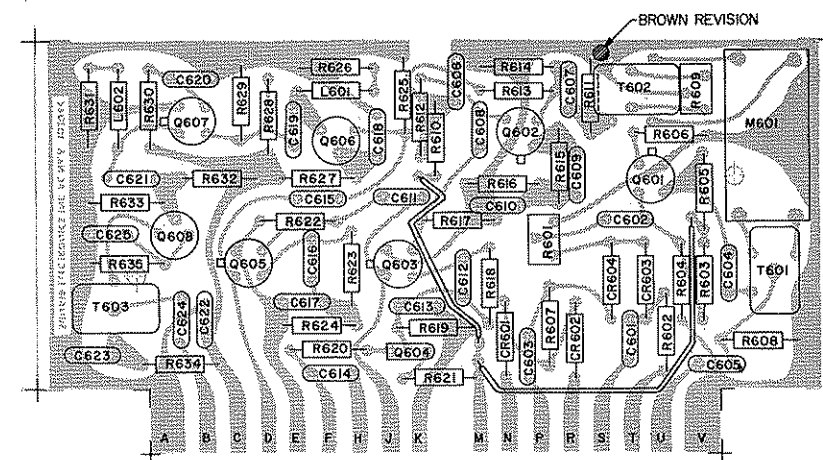 BROWN REVISION
R626 C606 R614
C620 C607 T602
R631 L602 R630 R629 R628 L601 R625 R612 R613 R611 R609
C619 C618 R610 C608 M601
Q607 Q606 Q602 R606
R615 C609
C621 R632 R627 R616 Q601 R605
R633 C615 C611 C610
C625 R622 R617 R601 C602
Q608
C616 R623
R635 Q605 Q603 C612 R618 CR604 CR603 R604 R603 C604 T601
T603 C624 C622 C617 C613
R624 R619 CR601 R607 CR602 C601 R602
C623 R634 R620 Q604 C603 R608
C614 R621 C605
A B C D E F H J K M N P R S T U V